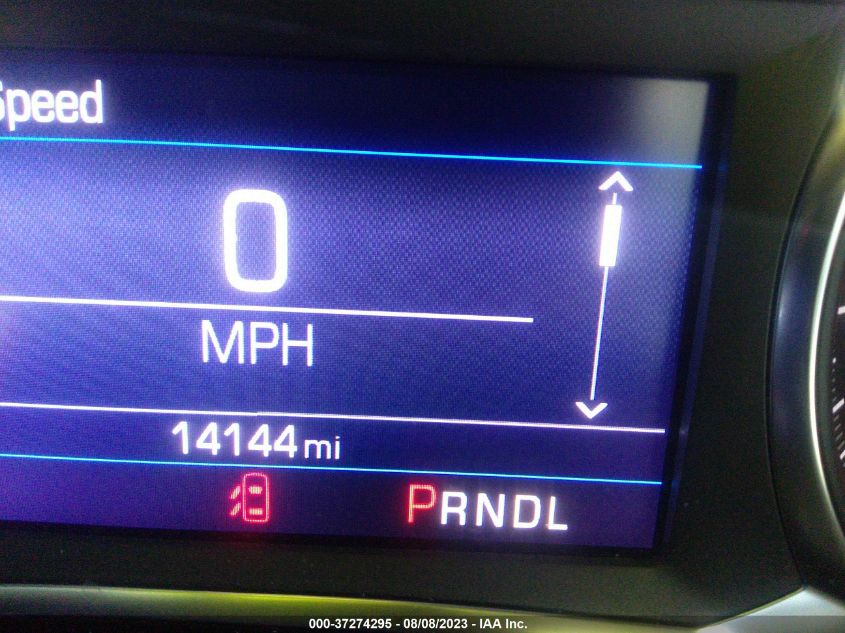 Speed
0
MPH
14144 mi
PRNDL
000-37274295 - 08/08/2023 - IAA Inc.